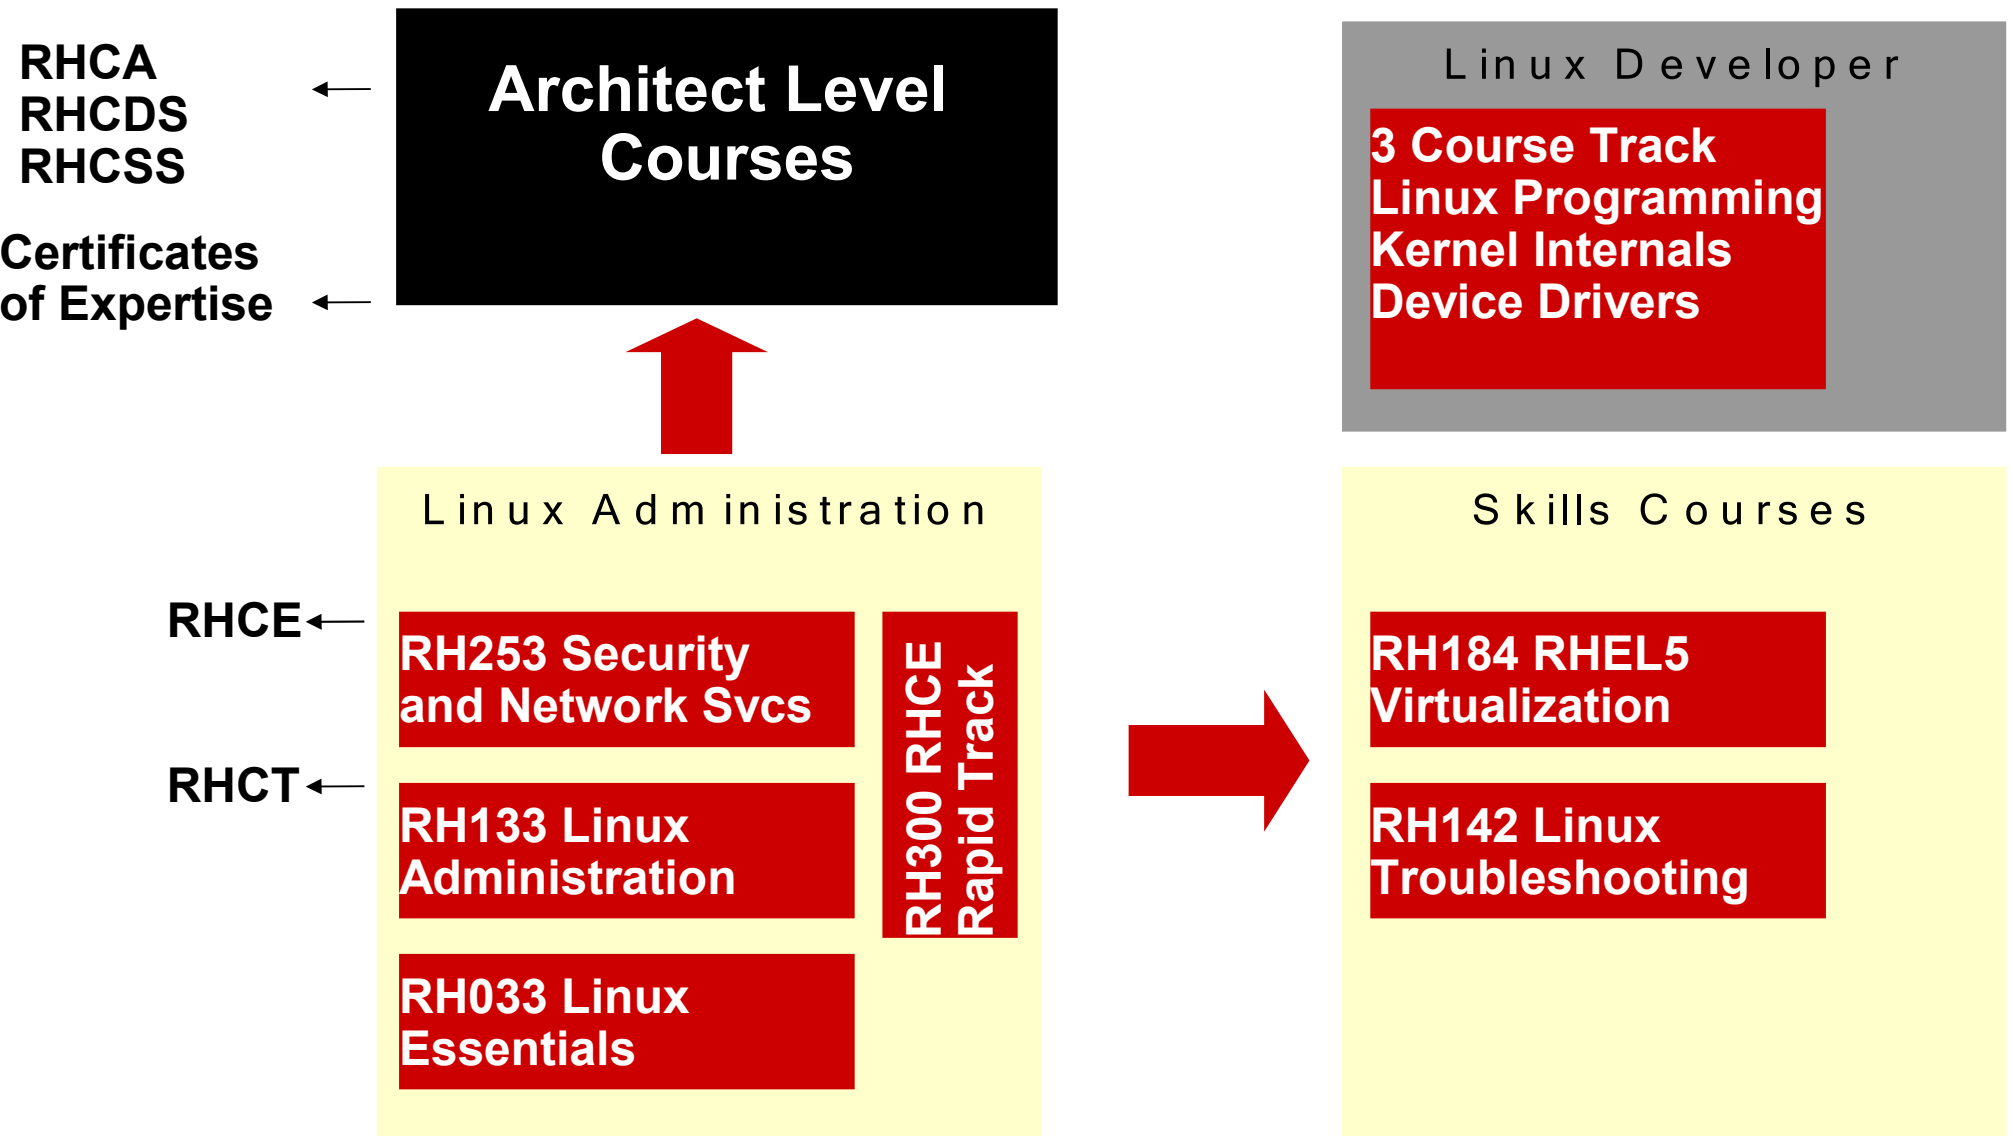 RHCA
RHCDS
RHCSS
Certificates
of Expertise
Architect Level
Courses
Linux Developer
3 Course Track
Linux Programming
Kernel Internals
Device Drivers
Linux Administration
RHCE
RHCT
RH253 Security
and Network Svcs
RH133 Linux
Administration
RH033 Linux
Essentials
RH300 RHCE
Rapid Track
Skills Courses
RH184 RHEL5
Virtualization
RH142 Linux
Troubleshooting